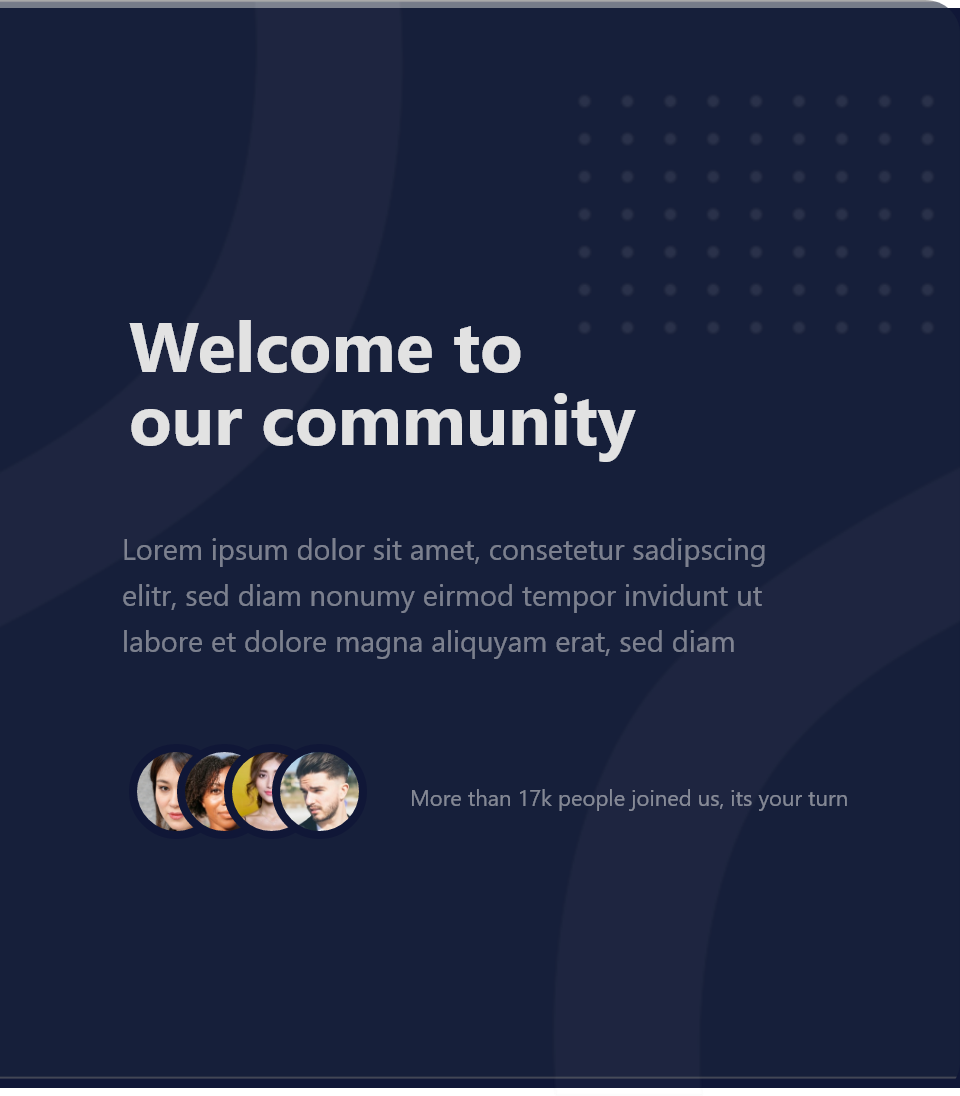 Welcome to
our community
Lorem ipsum dolor sit amet, consetetur sadipscing
elitr, sed diam nonumy eirmod tempor invidunt ut
labore et dolore magna aliquyam erat, sed diam
More than 17k people joined us, its your turn